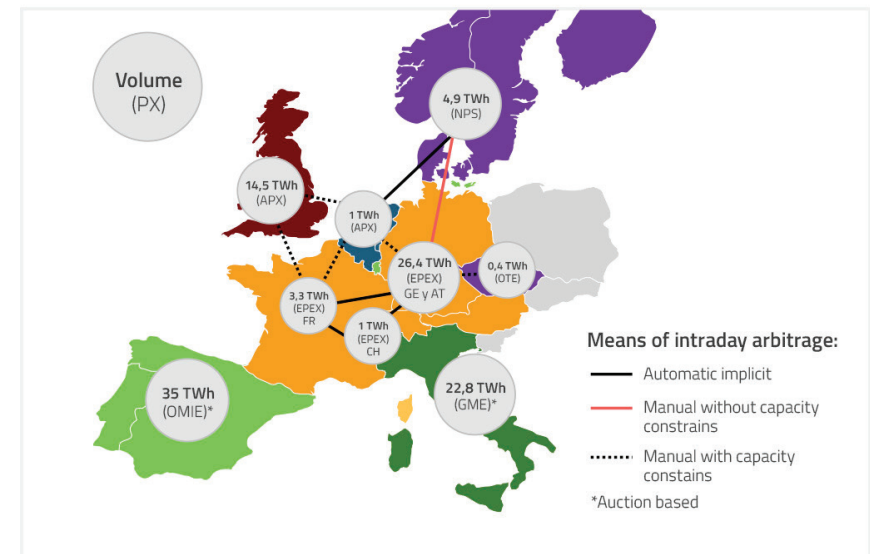 Volume
(PX)
4,9 TWh
(NPS)
14,5 TWh
(APX)
1 TWh
(APX)
26,4 TWh
(EPEX)
GE y AT
0,4 TWh
(OTE)
3,3 TWh
(EPEX)
FR
1 TWh
(EPEX)
CH
35 TWh
(OMIE)*
22,8 TWh
(GME)*
Means of intraday arbitrage:
Automatic implicit
Manual without capacity
constrains
Manual with capacity
constains
*Auction based